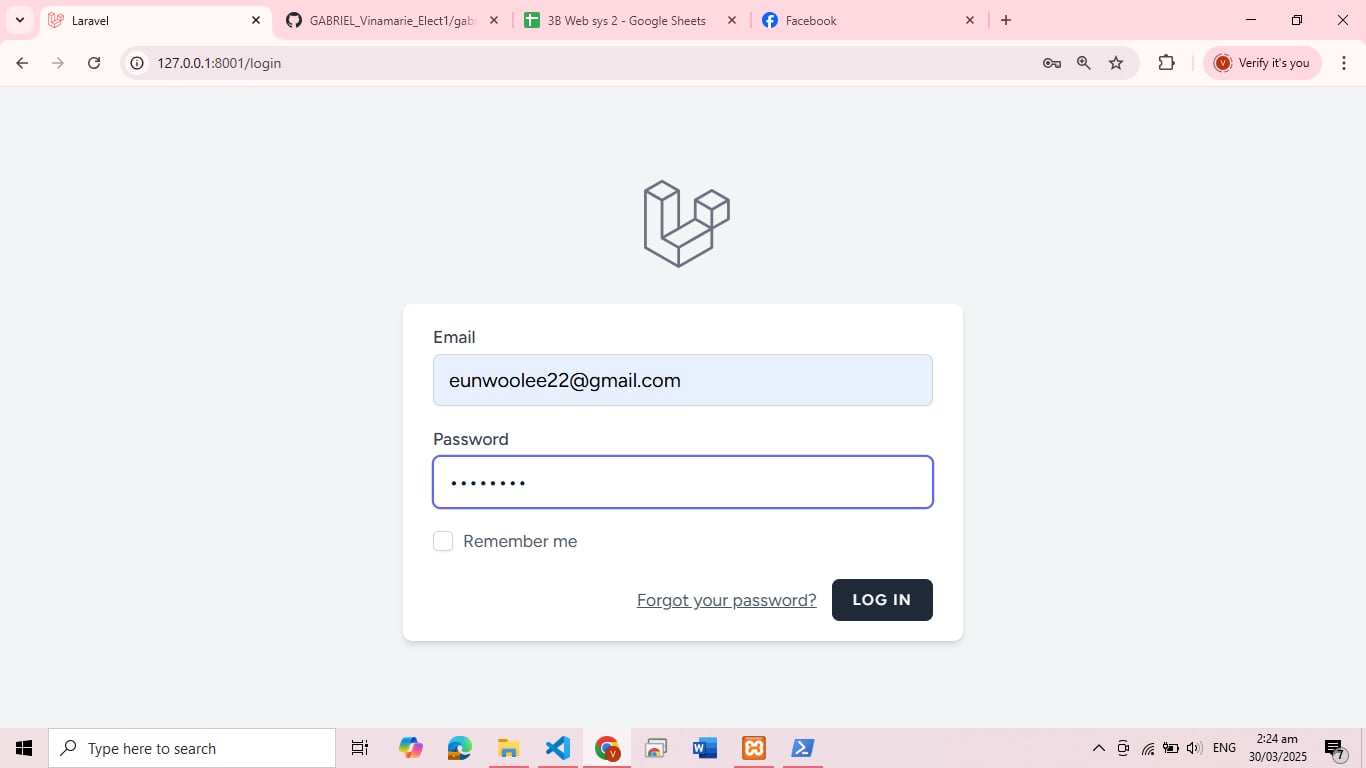 Laravel
GABRIEL_Vinamarie_Elect1/gab
3B Web sys 2 - Google Sheets
Facebook
127.0.0.1:8001/login
V
Verify it's you
Email
eunwoolee22@gmail.com
Password
••••••••
Remember me
Forgot your password?
LOG IN
Type here to search
V
ENG
2:24 am
30/03/2025
7